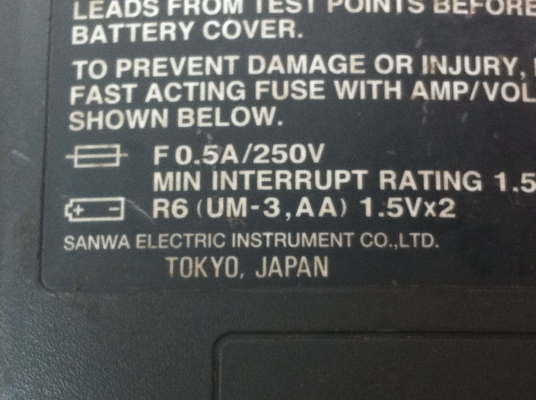 LEADS FROM TEST POINTS BEFORE
BATTERY COVER.
TO PREVENT DAMAGE OR INJURY,
FAST ACTING FUSE WITH AMP/VOL
SHOWN BELOW.
F 0.5A/250V
MIN INTERRUPT RATING 1.5
R6 (UM-3,AA) 1.5Vx2
SANWA ELECTRIC INSTRUMENT CO.,LTD.
TOKYO, JAPAN